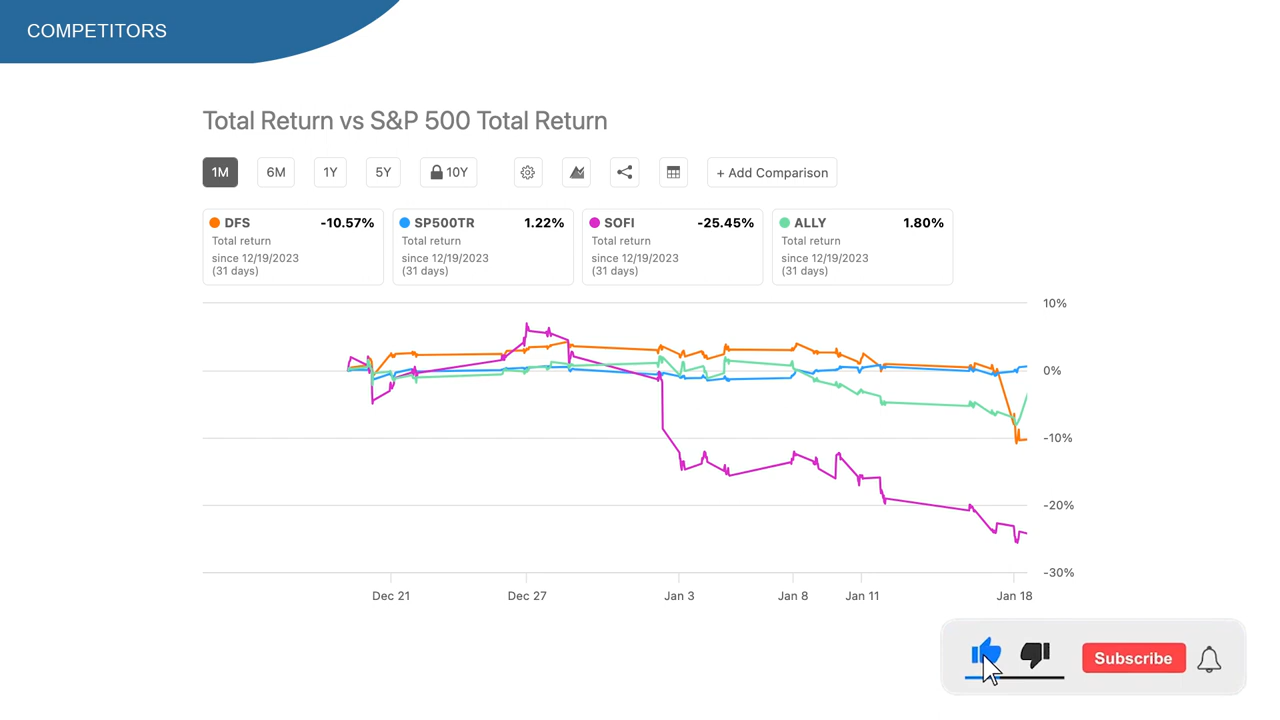 COMPETITORS
Total Return vs S&P 500 Total Return
1M 6M 1Y 5Y 10Y + Add Comparison
DFS -10.57% SP500TR 1.22% SOFI -25.45% ALLY 1.80%
Total return Total return Total return Total return
since 12/19/2023 since 12/19/2023 since 12/19/2023 since 12/19/2023
(31 days) (31 days) (31 days) (31 days)
10%
0%
-10%
-20%
-30%
Dec 21 Dec 27 Jan 3 Jan 8 Jan 11 Jan 18
Subscribe